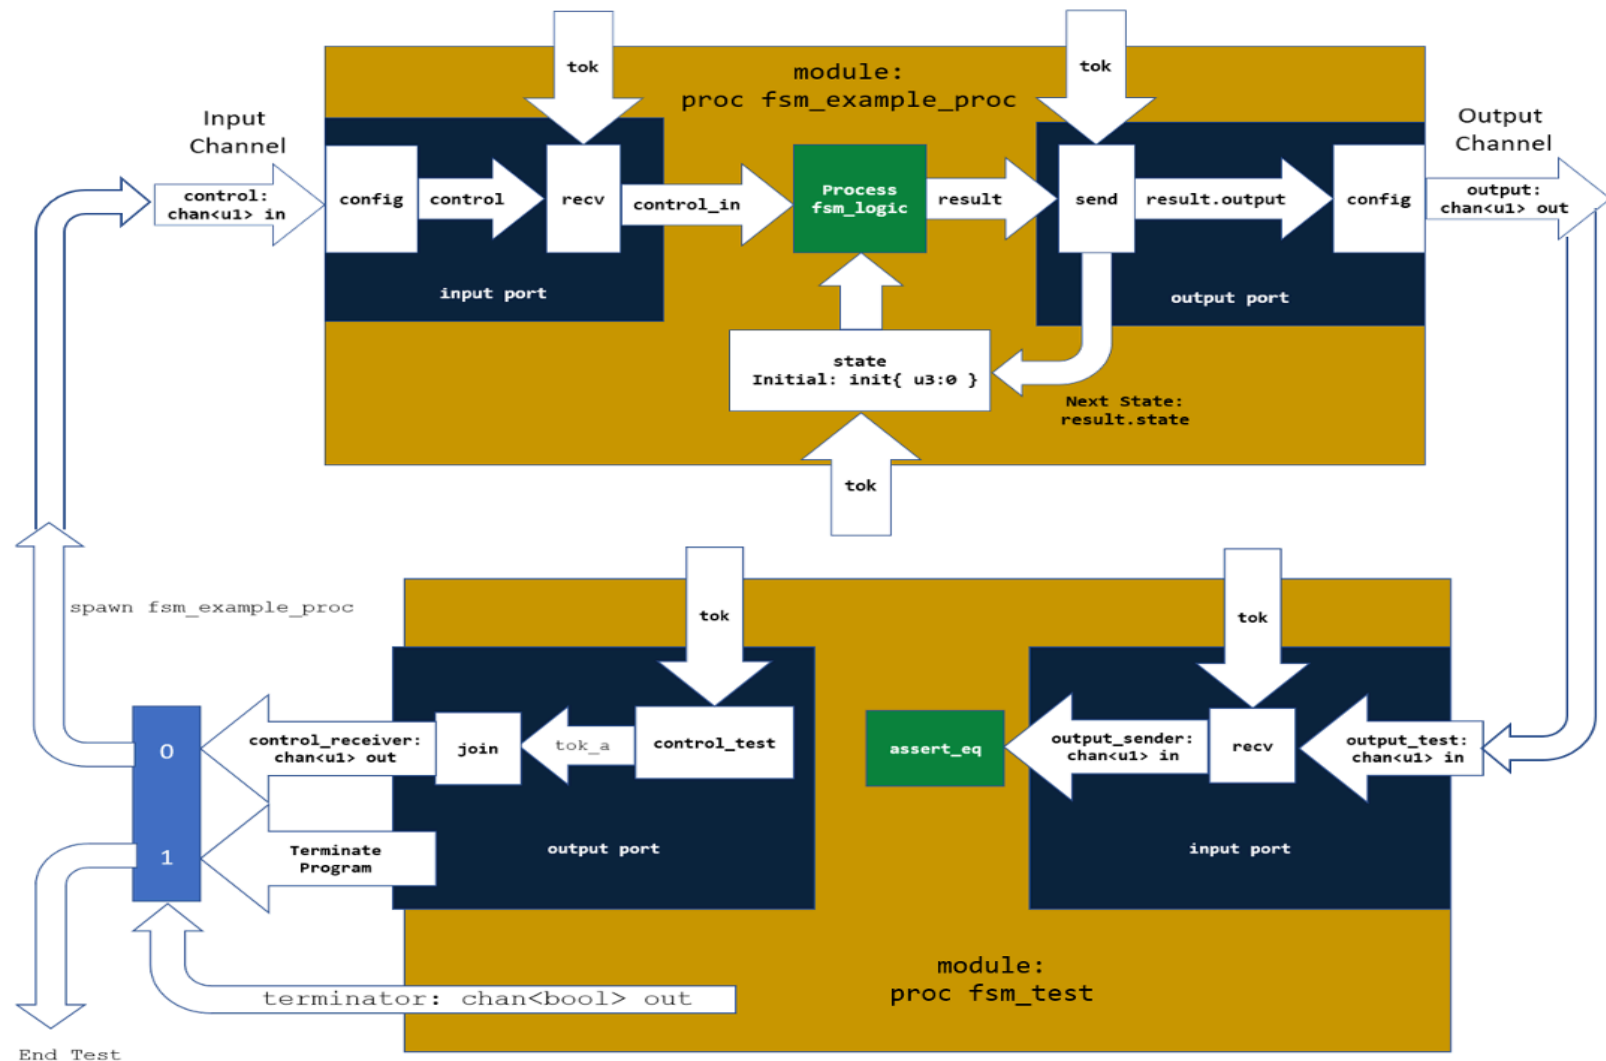 tok
tok
module:
proc fsm_example_proc
Input
Channel
Output
Channel
control:
chan<u1> in
config
control
recv
control_in
Process
fsm_logic
result
send
result.output
config
output:
chan<u1> out
input port
output port
state
Initial: init{ u3:0 }
Next State:
result.state
tok
spawn fsm_example_proc
tok
tok
0
control_receiver:
chan<u1> out
join
tok_a
control_test
assert_eq
output_sender:
chan<u1> in
recv
output_test:
chan<u1> in
1
Terminate
Program
output port
input port
module:
proc fsm_test
terminator: chan<bool> out
End Test